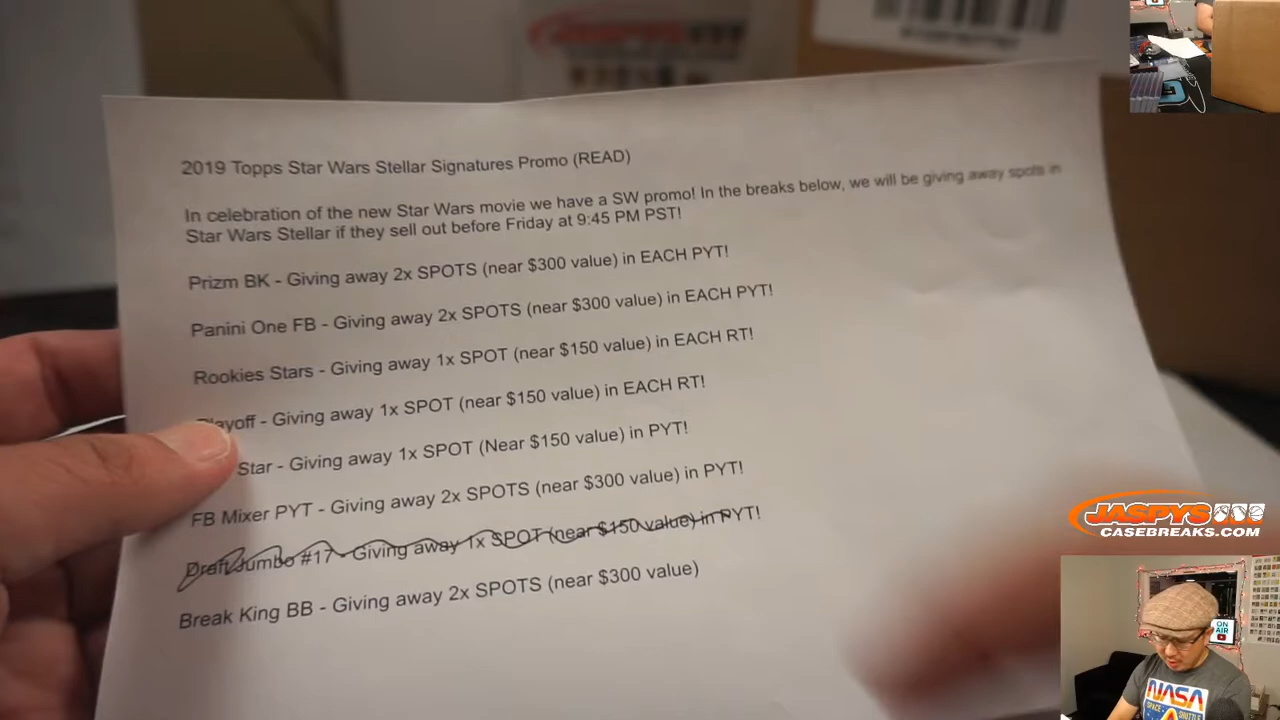 2019 Topps Star Wars Stellar Signatures Promo (READ)
In celebration of the new Star Wars movie we have a SW promo! In the breaks below, we will be giving away spots in
Star Wars Stellar if they sell out before Friday at 9:45 PM PST!
Prizm BK - Giving away 2x SPOTS (near $300 value) in EACH PYT!
Panini One FB - Giving away 2x SPOTS (near $300 value) in EACH PYT!
Rookies Stars - Giving away 1x SPOT (near $150 value) in EACH RT!
Playoff - Giving away 1x SPOT (near $150 value) in EACH RT!
Star - Giving away 1x SPOT (Near $150 value) in PYT!
FB Mixer PYT - Giving away 2x SPOTS (near $300 value) in PYT!
Draft Jumbo #17 - Giving away 1x SPOT (near $150 value) in PYT!
Break King BB - Giving away 2x SPOTS (near $300 value)
JASPYS
CASEBREAKS.COM
ON
AIR
NASA
SPACE SHUTTLE